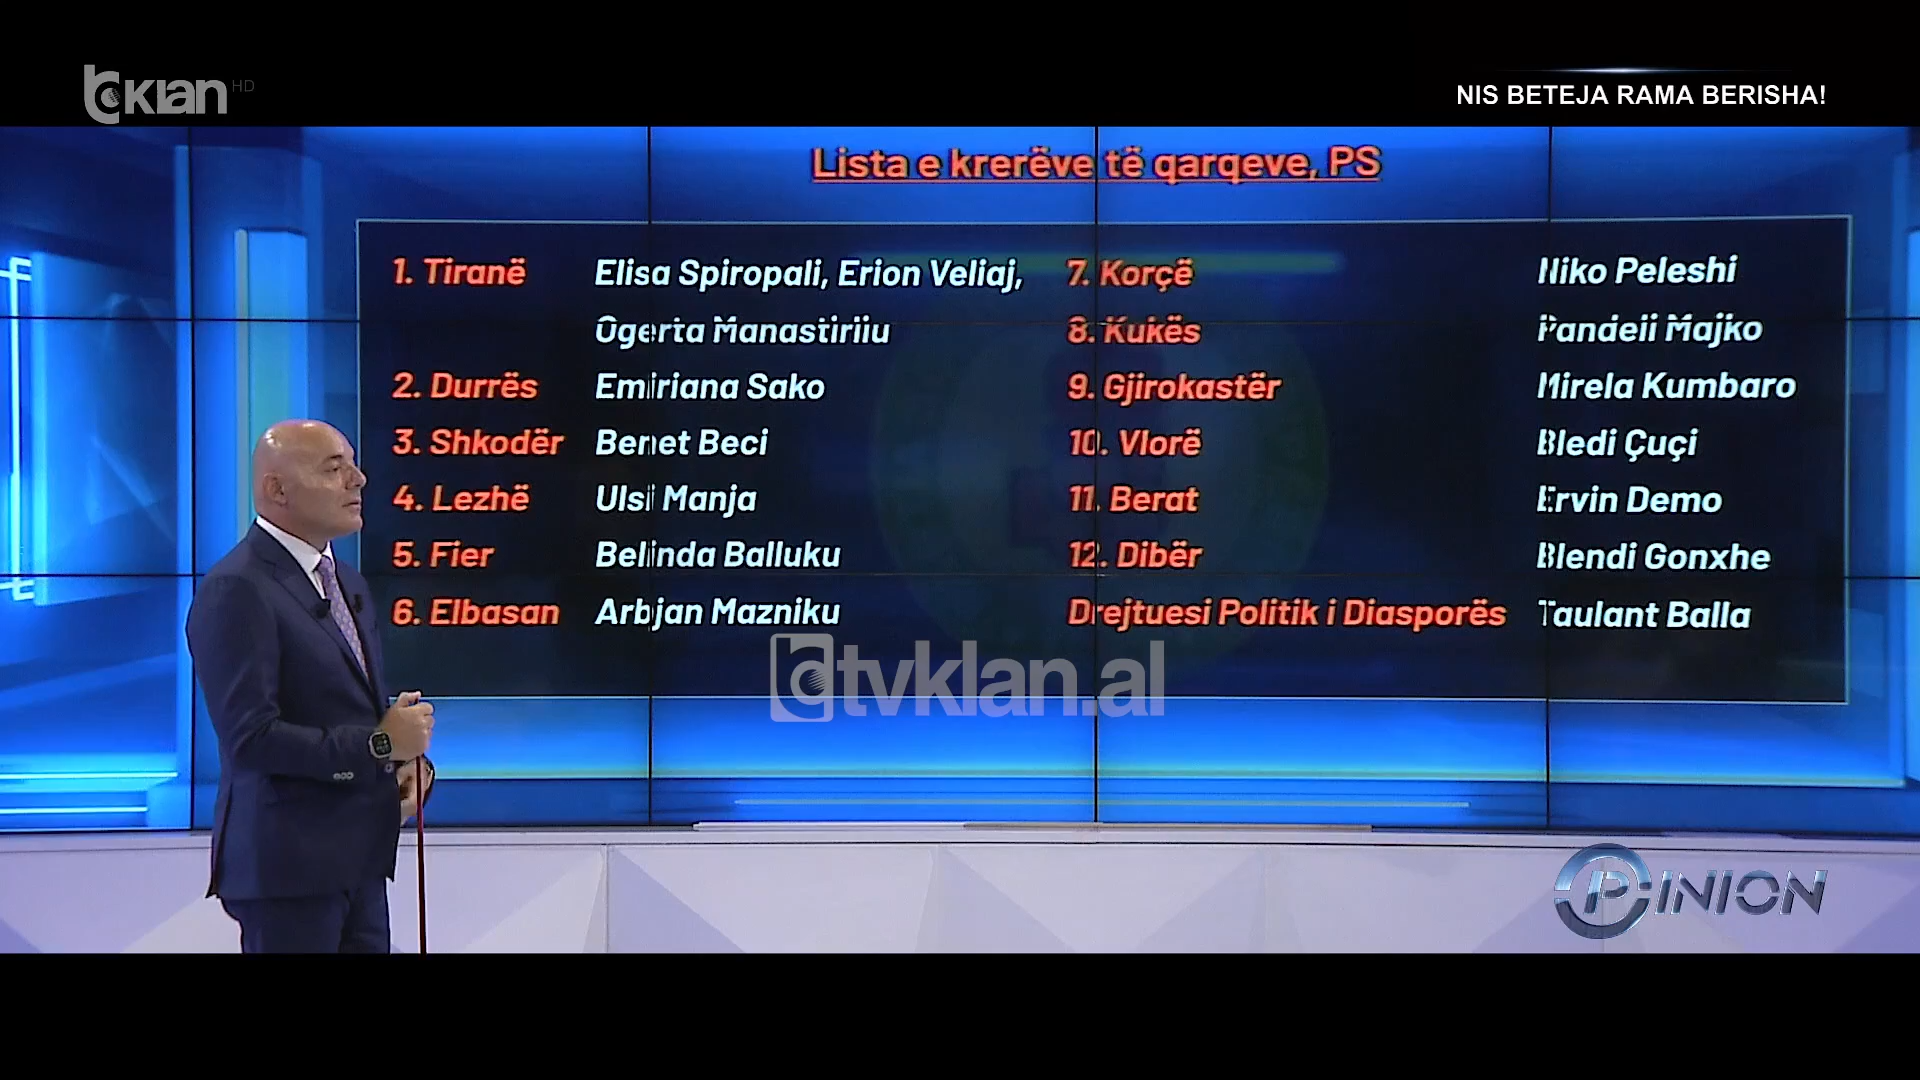 tvklan HD
NIS BETEJA RAMA BERISHA!
Lista e krerëve të qarqeve, PS
1. Tiranë Elisa Spiropali, Erion Veliaj,
Ogerta Manastirliu
2. Durrës Emiriana Sako
3. Shkodër Benet Beci
4. Lezhë Ulsi Manja
5. Fier Belinda Balluku
6. Elbasan Arbjan Mazniku
7. Korçë Niko Peleshi
8. Kukës Pandeli Majko
9. Gjirokastër Mirela Kumbaro
10. Vlorë Bledi Çuçi
11. Berat Ervin Demo
12. Dibër Blendi Gonxhe
Drejtuesi Politik i Diasporës Taulant Balla
tvklan.al
OPINION